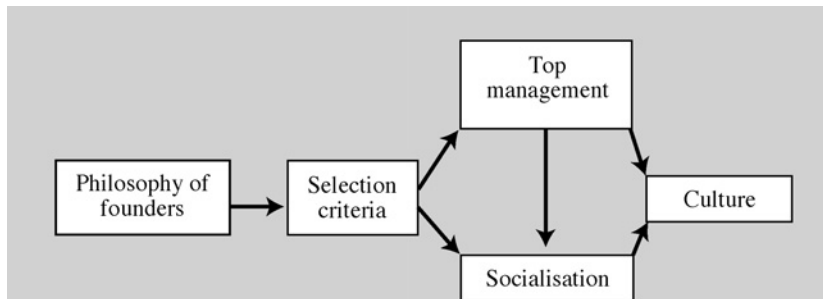 Top
management
Philosophy of
founders
Selection
criteria
Culture
Socialisation